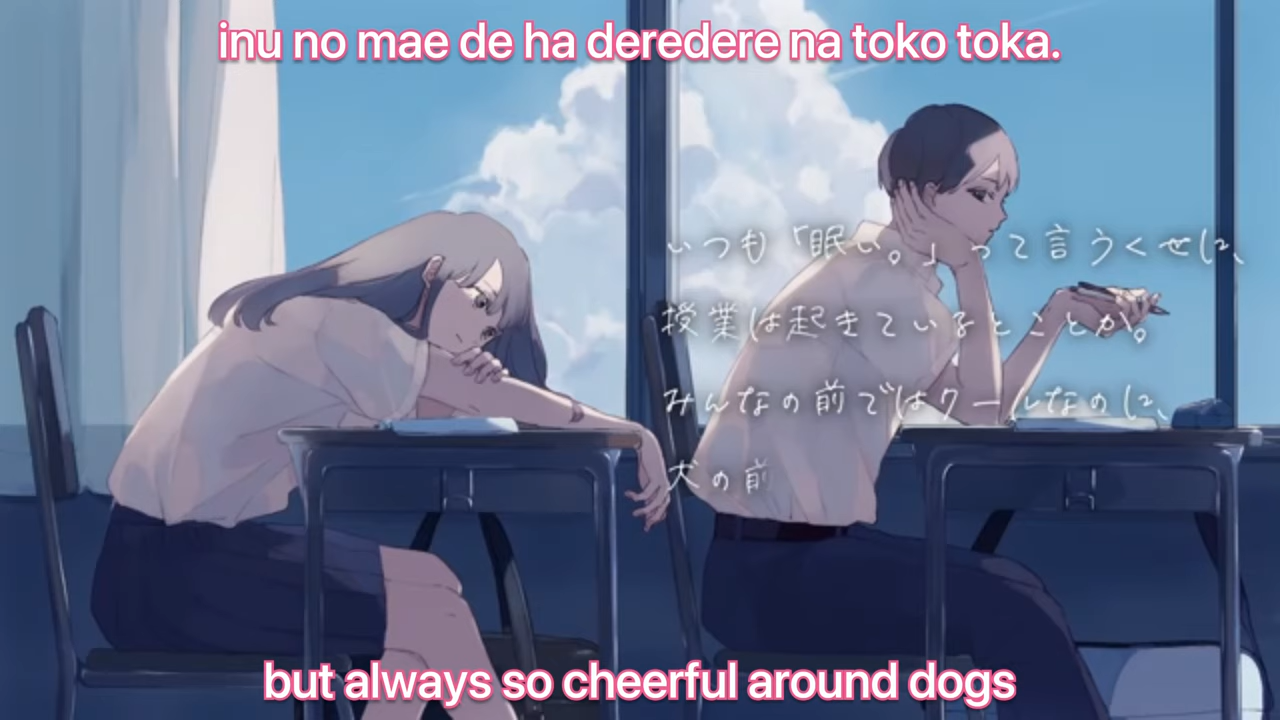 inu no mae de ha deredere na toko toka.
いつも「眠い。」って言うくせに、
授業は起きているとことか。
みんなの前ではクールなのに、
犬の前
but always so cheerful around dogs